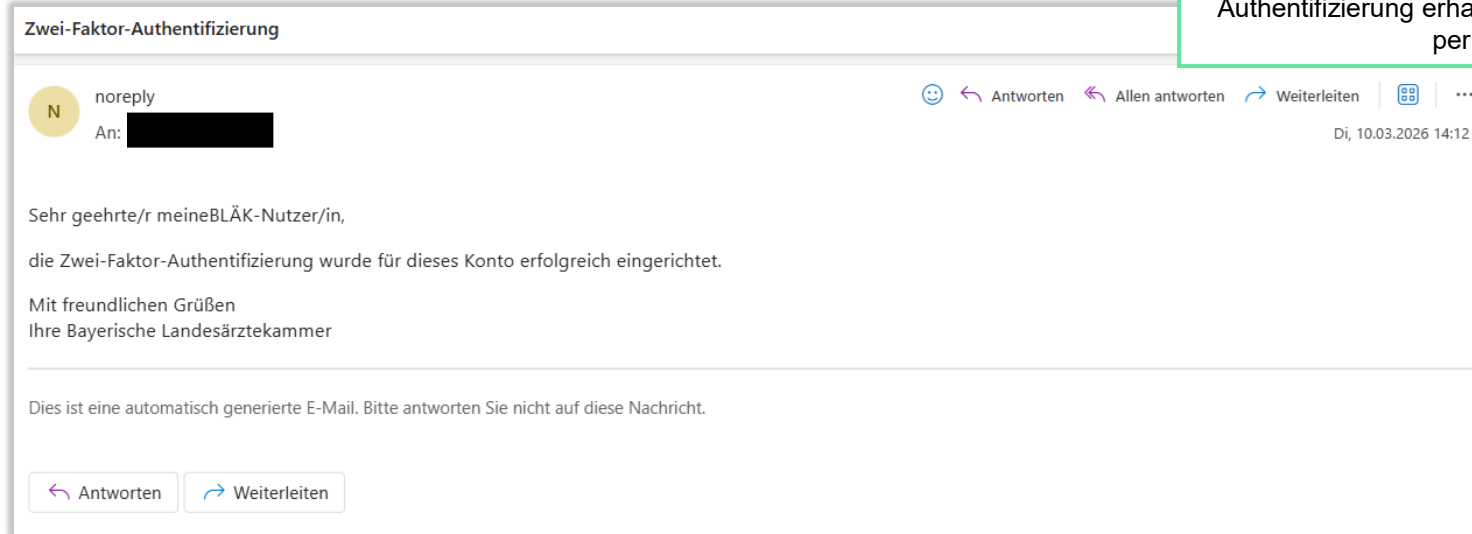 Authentifizierung erha
per
Zwei-Faktor-Authentifizierung
N
noreply
Antworten Allen antworten Weiterleiten ...
An:
Di, 10.03.2026 14:12
Sehr geehrte/r meineBLÄK-Nutzer/in,
die Zwei-Faktor-Authentifizierung wurde für dieses Konto erfolgreich eingerichtet.
Mit freundlichen Grüßen
Ihre Bayerische Landesärztekammer
Dies ist eine automatisch generierte E-Mail. Bitte antworten Sie nicht auf diese Nachricht.
Antworten Weiterleiten